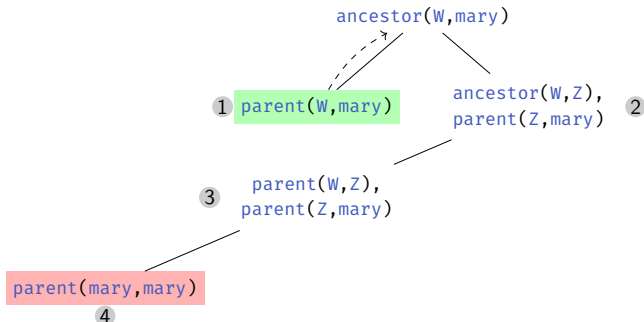 ancestor(W,mary)
1 parent(W,mary)
ancestor(W,Z),
parent(Z,mary) 2
3 parent(W,Z),
parent(Z,mary)
parent(mary,mary)
4